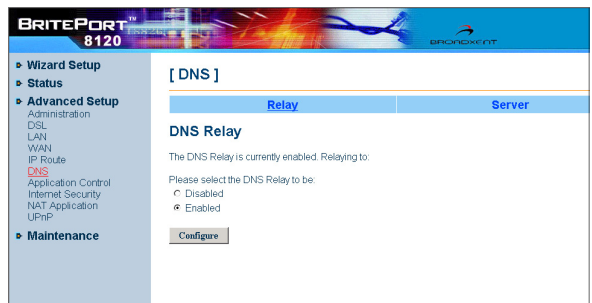 BRITEPORT™
8120
BROADXENT
Wizard Setup
Status
Advanced Setup
Administration
DSL
LAN
WAN
IP Route
DNS
Application Control
Internet Security
NAT Application
UPnP
Maintenance
[ DNS ]
Relay Server
DNS Relay
The DNS Relay is currently enabled. Relaying to:
Please select the DNS Relay to be:
Disabled
Enabled
Configure